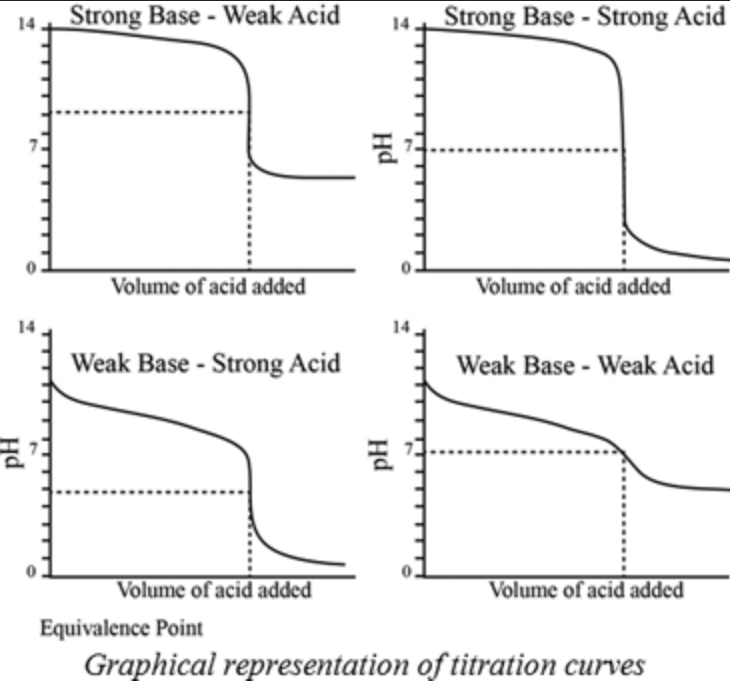 Strong Base - Weak Acid
14
7
0
Volume of acid added
Strong Base - Strong Acid
14
pH
7
0
Volume of acid added
Weak Base - Strong Acid
14
pH
7
0
Volume of acid added
Weak Base - Weak Acid
14
pH
7
0
Volume of acid added
Equivalence Point
Graphical representation of titration curves